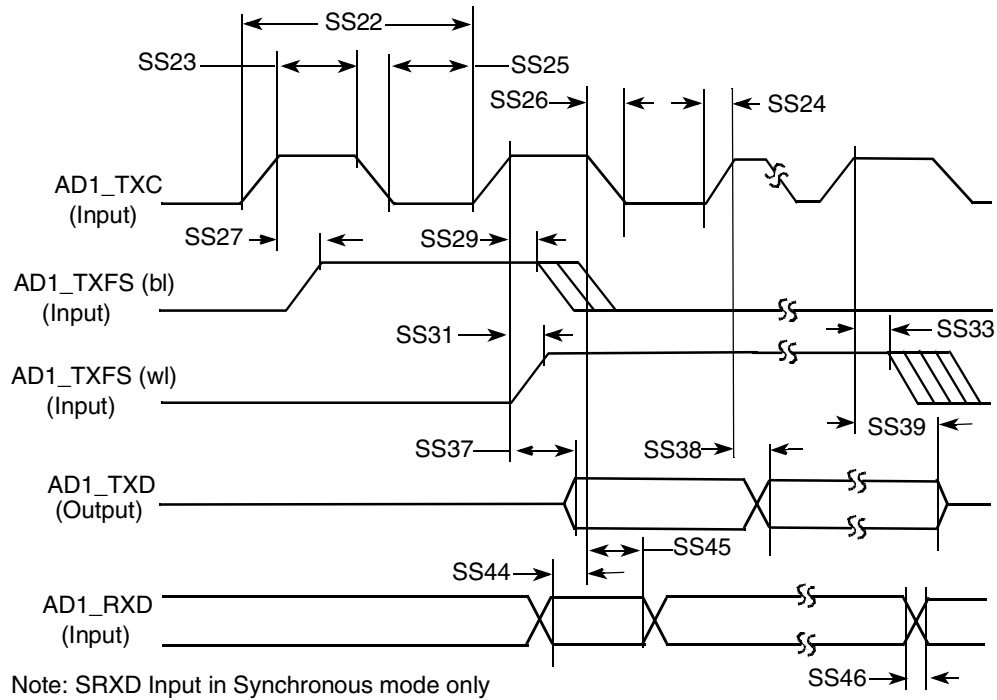 SS22
SS23
SS25
SS26
SS24
AD1_TXC
(Input)
SS27
SS29
AD1_TXFS (bl)
(Input)
SS31
SS33
AD1_TXFS (wl)
(Input)
SS39
SS37
SS38
AD1_TXD
(Output)
SS45
SS44
AD1_RXD
(Input)
SS46
Note: SRXD Input in Synchronous mode only